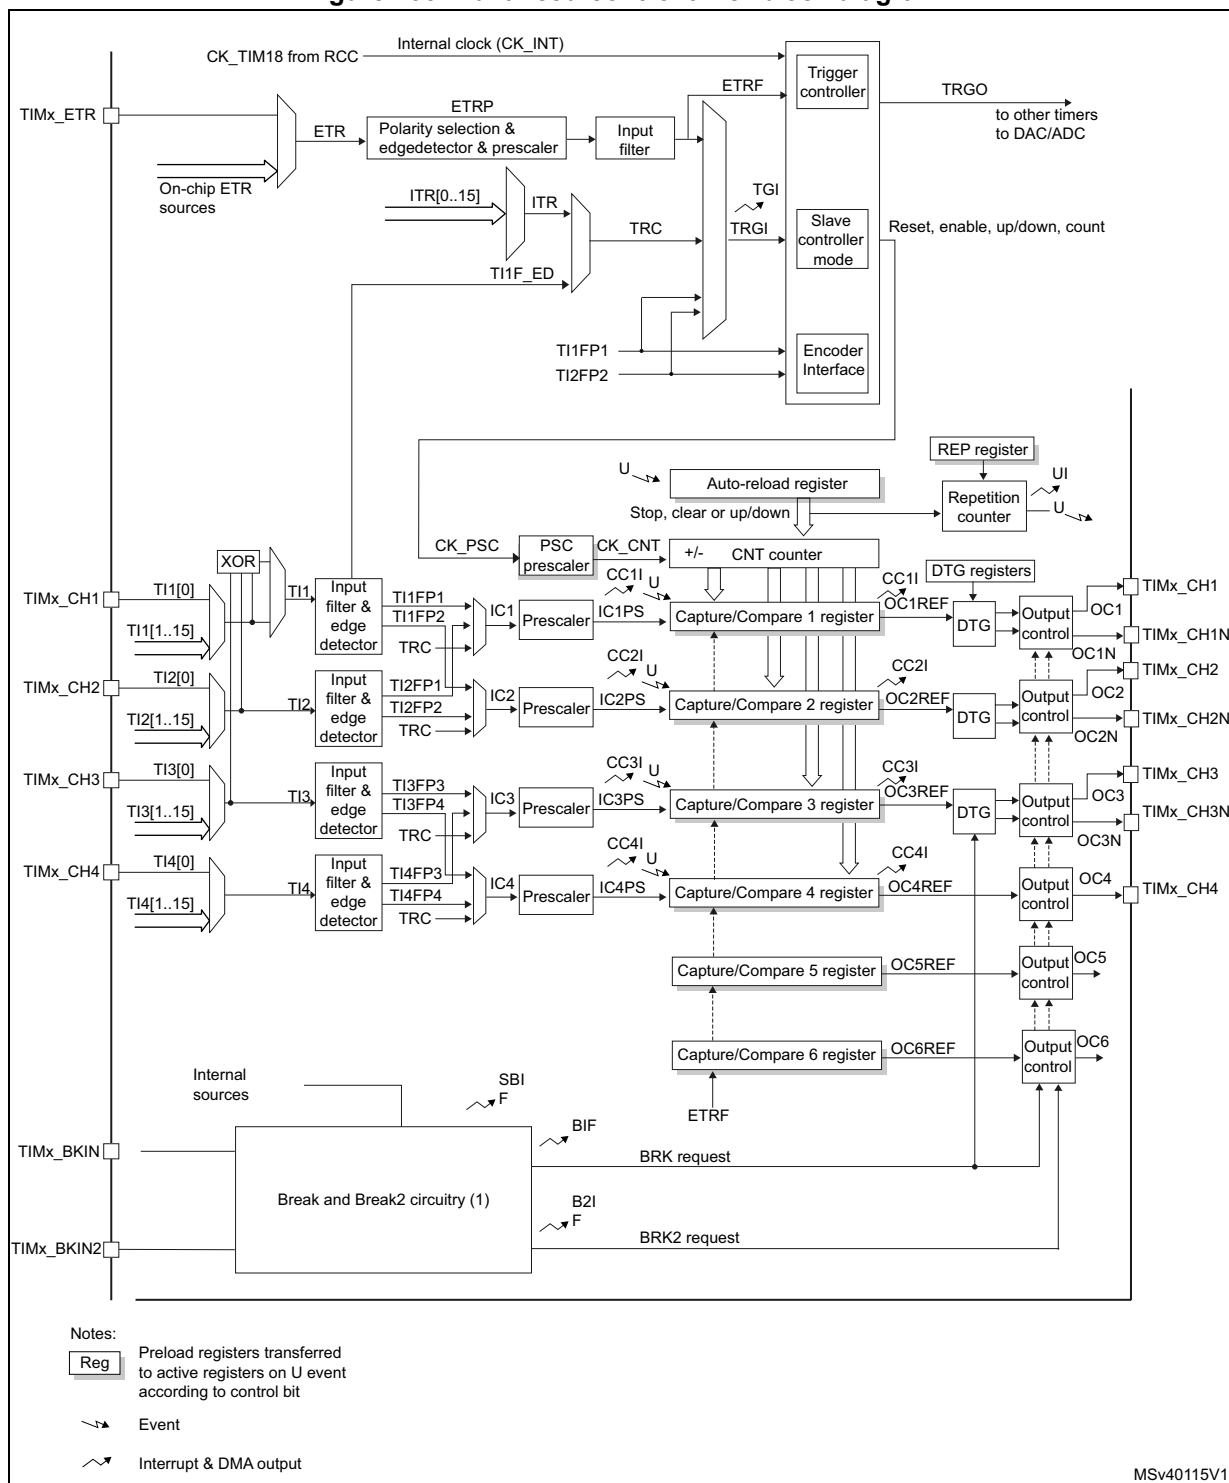 CK_TIM18 from RCC
Internal clock (CK_INT)
TIMx_ETR
ETR
On-chip ETR
sources
ETRP
Polarity selection &
edgedetector & prescaler
Input
filter
ETRF
Trigger
controller
TRGO
to other timers
to DAC/ADC
ITR[0..15]
ITR
TRC
TI1F_ED
TGI
TRGI
Slave
controller
mode
Reset, enable, up/down, count
TI1FP1
TI2FP2
Encoder
Interface
REP register
U
Auto-reload register
Stop, clear or up/down
Repetition
counter
UI
U
CK_PSC
PSC
prescaler
CK_CNT
+/-
CNT counter
DTG registers
XOR
TIMx_CH1
TI1[0]
TI1[1..15]
TI1
Input
filter &
edge
detector
TI1FP1
TI1FP2
TRC
IC1
Prescaler
IC1PS
CC1I
U
Capture/Compare 1 register
CC1I
OC1REF
DTG
Output
control
OC1
OC1N
TIMx_CH1
TIMx_CH1N
TIMx_CH2
TI2[0]
TI2[1..15]
TI2
Input
filter &
edge
detector
TI2FP1
TI2FP2
TRC
IC2
Prescaler
IC2PS
CC2I
U
Capture/Compare 2 register
CC2I
OC2REF
DTG
Output
control
OC2
OC2N
TIMx_CH2
TIMx_CH2N
TIMx_CH3
TI3[0]
TI3[1..15]
TI3
Input
filter &
edge
detector
TI3FP3
TI3FP4
TRC
IC3
Prescaler
IC3PS
CC3I
U
Capture/Compare 3 register
CC3I
OC3REF
DTG
Output
control
OC3
OC3N
TIMx_CH3
TIMx_CH3N
TIMx_CH4
TI4[0]
TI4[1..15]
TI4
Input
filter &
edge
detector
TI4FP3
TI4FP4
TRC
IC4
Prescaler
IC4PS
CC4I
U
Capture/Compare 4 register
CC4I
OC4REF
Output
control
OC4
TIMx_CH4
Capture/Compare 5 register
OC5REF
Output
control
OC5
Capture/Compare 6 register
OC6REF
Output
control
OC6
ETRF
Internal
sources
SBI
F
TIMx_BKIN
BIF
BRK request
Break and Break2 circuitry (1)
B2I
F
TIMx_BKIN2
BRK2 request
Notes:
Reg
Preload registers transferred
to active registers on U event
according to control bit
Event
Interrupt & DMA output
MSv40115V1